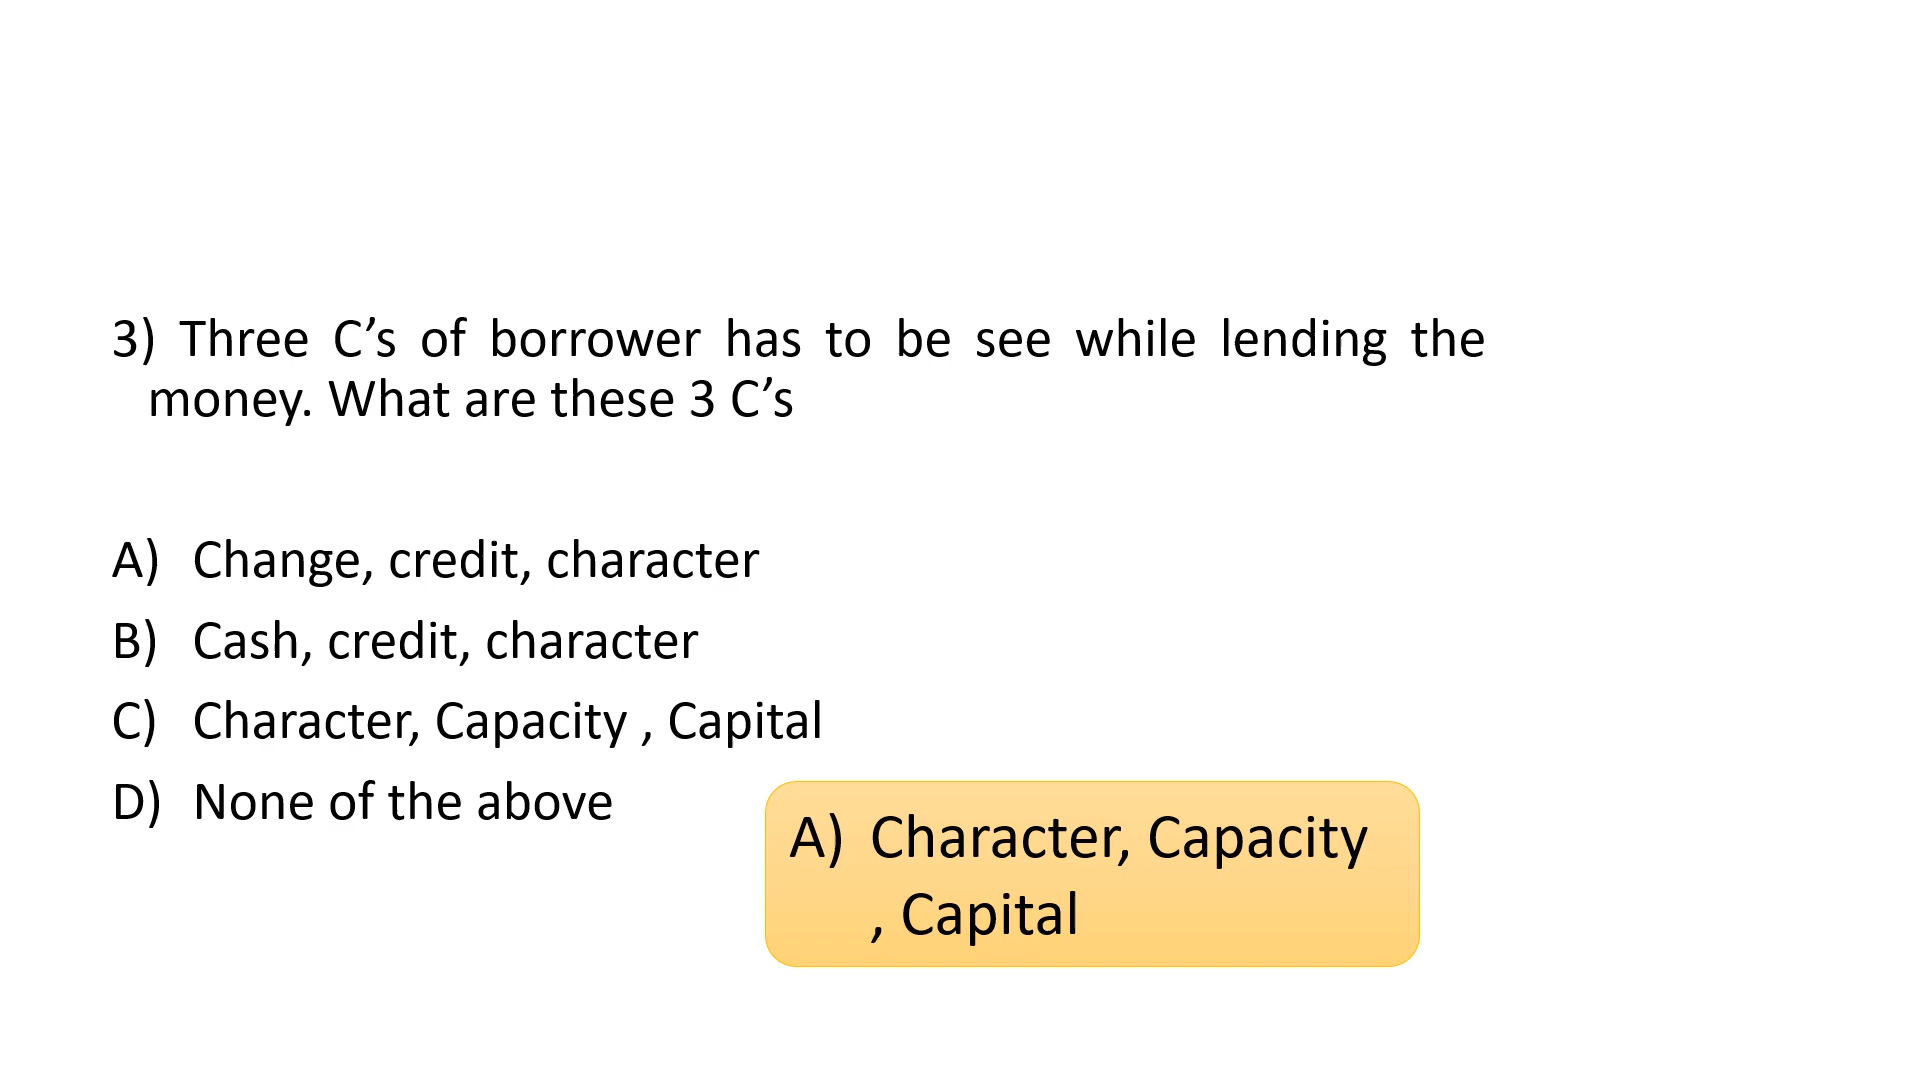 3) Three C’s of borrower has to be see while lending the
money. What are these 3 C’s
A) Change, credit, character
B) Cash, credit, character
C) Character, Capacity , Capital
D) None of the above
A) Character, Capacity
, Capital